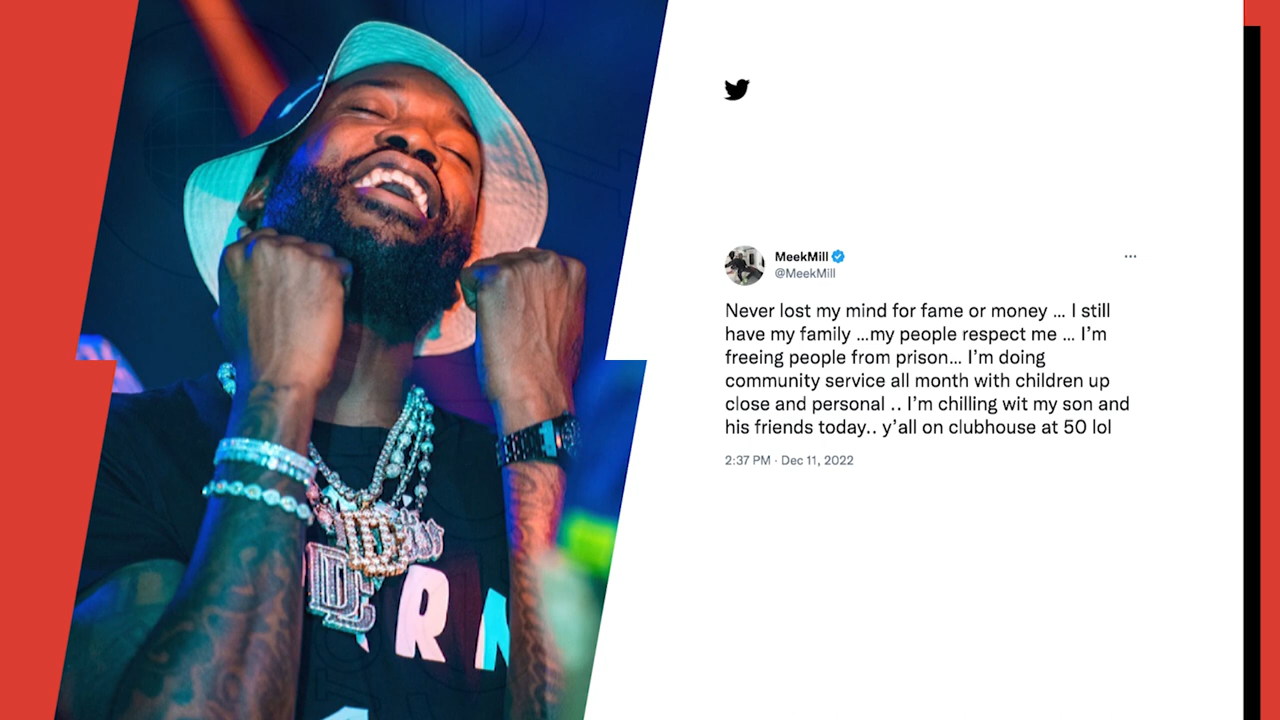 MeekMill
@MeekMill
Never lost my mind for fame or money ... I still
have my family ...my people respect me ... I'm
freeing people from prison... I'm doing
community service all month with children up
close and personal .. I'm chilling wit my son and
his friends today.. y'all on clubhouse at 50 lol
2:37 PM · Dec 11, 2022
DC
RN